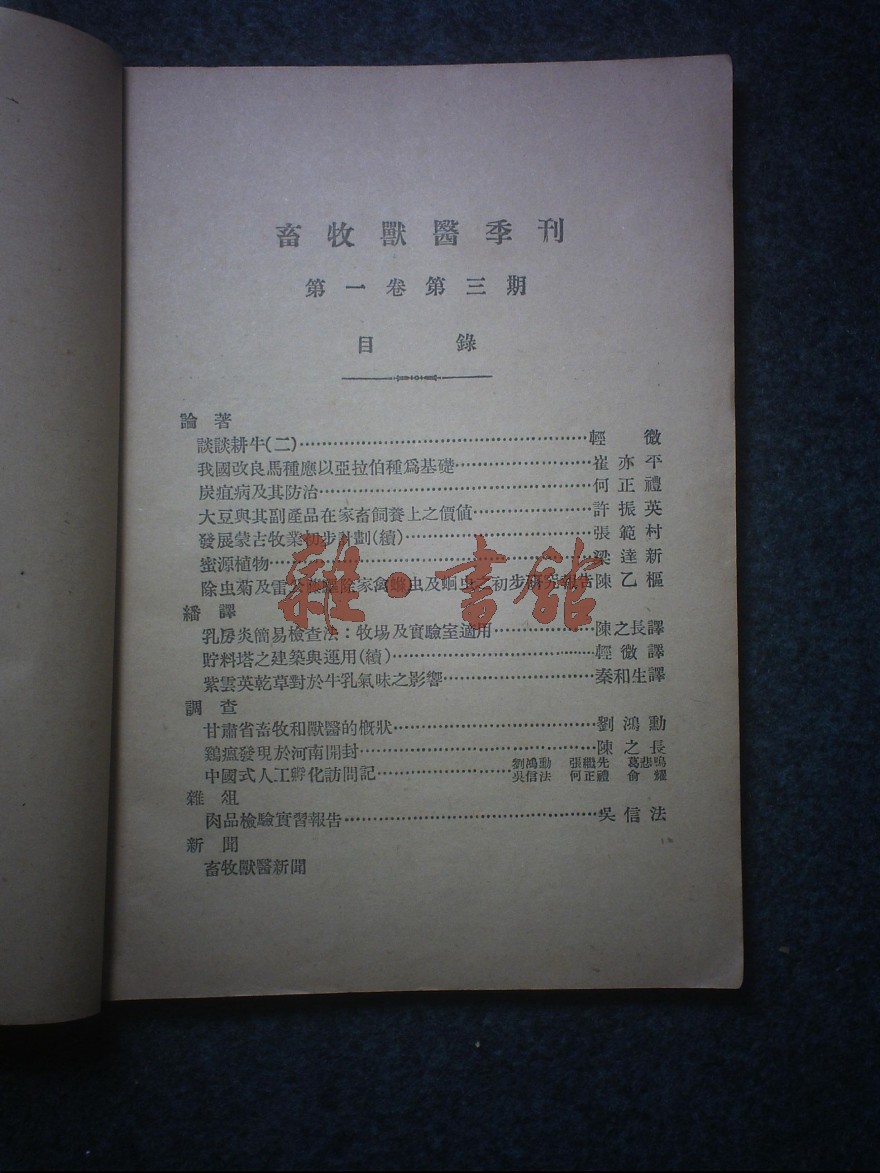 畜牧獸醫季刊
第一卷第三期
目錄
論著
談談耕牛(二)……輕微
我國改良馬種應以亞拉伯種爲基礎……崔亦平
炭疽病及其防治……何正禮
大豆與其副產品在家畜飼養上之價值……許振英
發展蒙古牧業初步計劃(續)……張範村
蜜源植物……梁達新
除虫菊及雷公藤驅除家禽 虫及蛔虫之初步研究報告陳乙樞
繙譯
乳房炎簡易檢查法：牧場及實驗室適用……陳之長譯
貯料塔之建築與運用(續)……輕微譯
紫雲英乾草對於牛乳氣味之影響……秦和生譯
調查
甘肅省畜牧和獸醫的槪狀……劉鴻勳
鷄瘟發現於河南開封……陳之長
中國式人工孵化訪問記……劉鴻勳 張繼先 葛悲鳴
吳信法 何正禮 俞燿
雜俎
肉品檢驗實習報告……吳信法
新聞
畜牧獸醫新聞
雜·書館